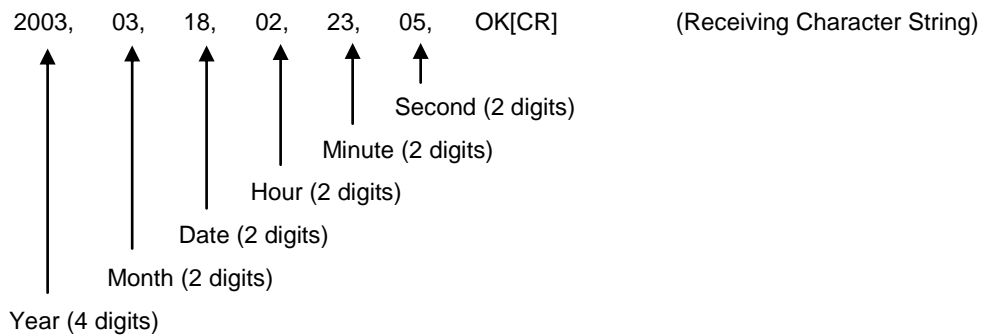 2003, 03, 18, 02, 23, 05, OK[CR] (Receiving Character String)
Second (2 digits)
Minute (2 digits)
Hour (2 digits)
Date (2 digits)
Month (2 digits)
Year (4 digits)